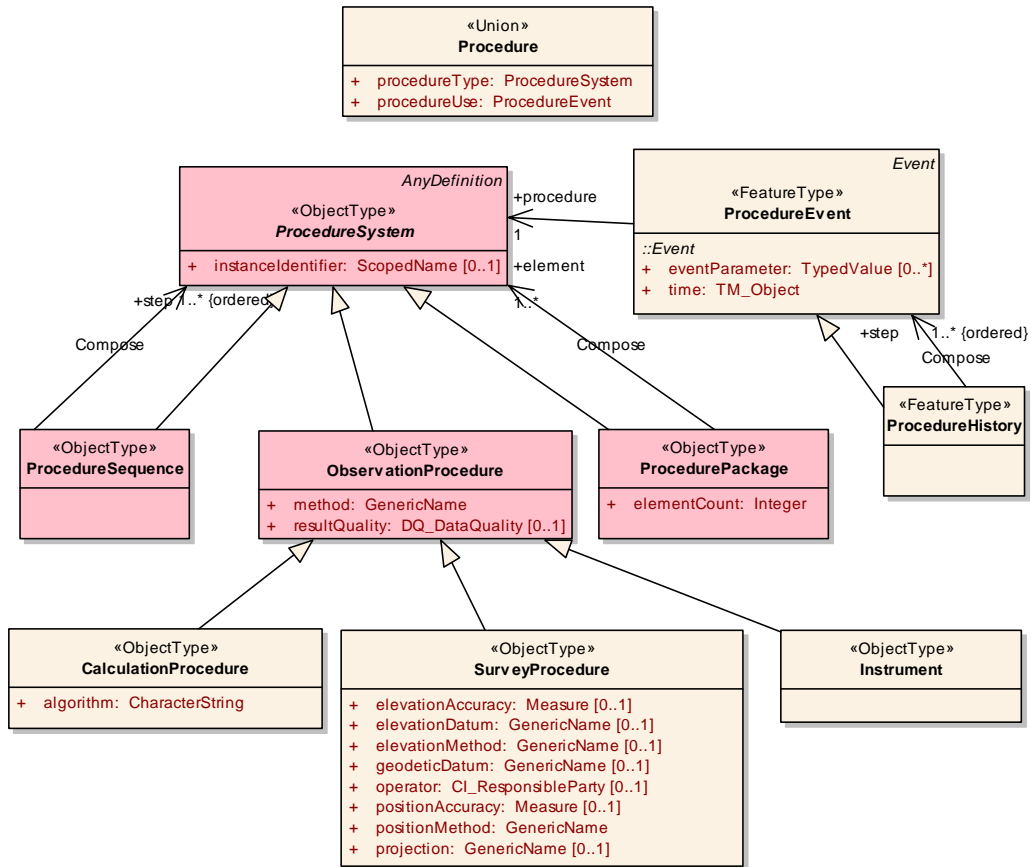 «Union»
Procedure
+ procedureType: ProcedureSystem
+ procedureUse: ProcedureEvent
AnyDefinition
«ObjectType»
ProcedureSystem
+ instanceIdentifier: ScopedName [0..1]
+procedure
1
+element
1..*
Event
«FeatureType»
ProcedureEvent
::Event
+ eventParameter: TypedValue [0..*]
+ time: TM_Object
+step 1..* {ordered}
Compose
Compose
+step 1..* {ordered}
Compose
«ObjectType»
ProcedureSequence
«ObjectType»
ObservationProcedure
+ method: GenericName
+ resultQuality: DQ_DataQuality [0..1]
«ObjectType»
ProcedurePackage
+ elementCount: Integer
«FeatureType»
ProcedureHistory
«ObjectType»
CalculationProcedure
+ algorithm: CharacterString
«ObjectType»
SurveyProcedure
+ elevationAccuracy: Measure [0..1]
+ elevationDatum: GenericName [0..1]
+ elevationMethod: GenericName [0..1]
+ geodeticDatum: GenericName [0..1]
+ operator: CI_ResponsibleParty [0..1]
+ positionAccuracy: Measure [0..1]
+ positionMethod: GenericName
+ projection: GenericName [0..1]
«ObjectType»
Instrument